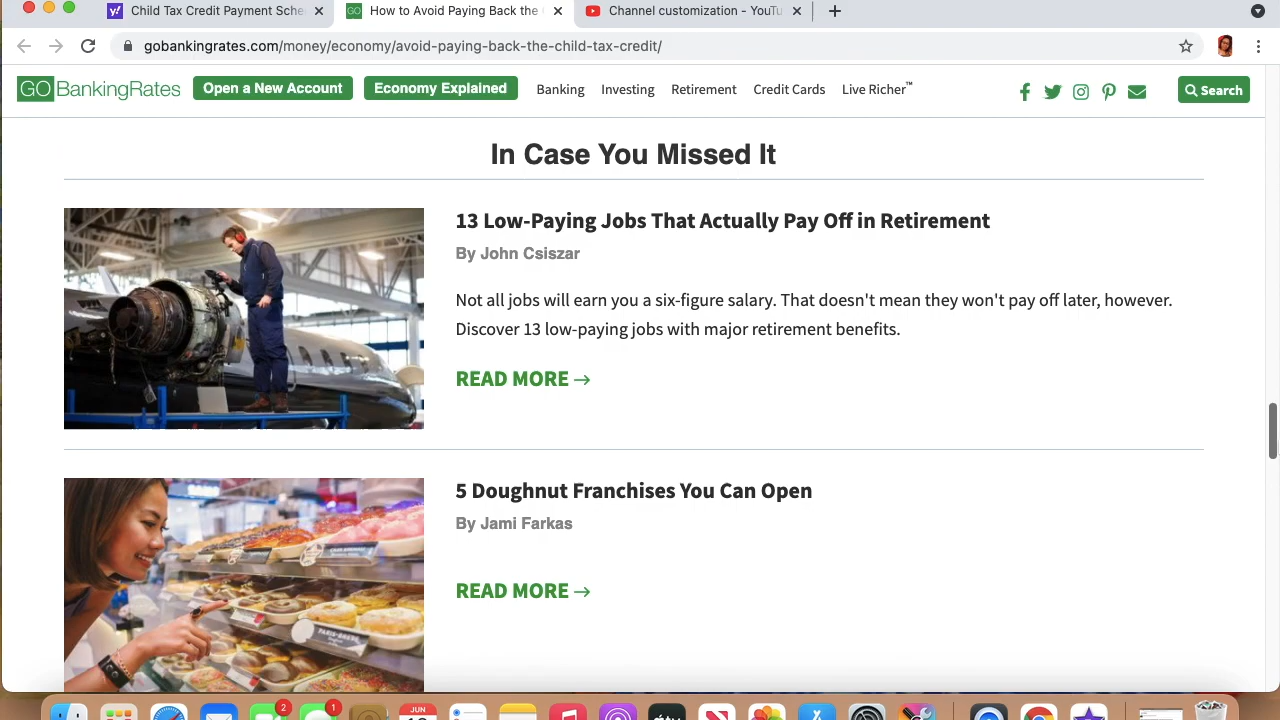 Child Tax Credit Payment Sche
How to Avoid Paying Back the
Channel customization - YouTu
gobankingrates.com/money/economy/avoid-paying-back-the-child-tax-credit/
GOBankingRates
Open a New Account
Economy Explained
Banking
Investing
Retirement
Credit Cards
Live Richer™
Search
In Case You Missed It
13 Low-Paying Jobs That Actually Pay Off in Retirement
By John Csiszar
Not all jobs will earn you a six-figure salary. That doesn't mean they won't pay off later, however.
Discover 13 low-paying jobs with major retirement benefits.
READ MORE →
5 Doughnut Franchises You Can Open
By Jami Farkas
READ MORE →
2
1
JUN